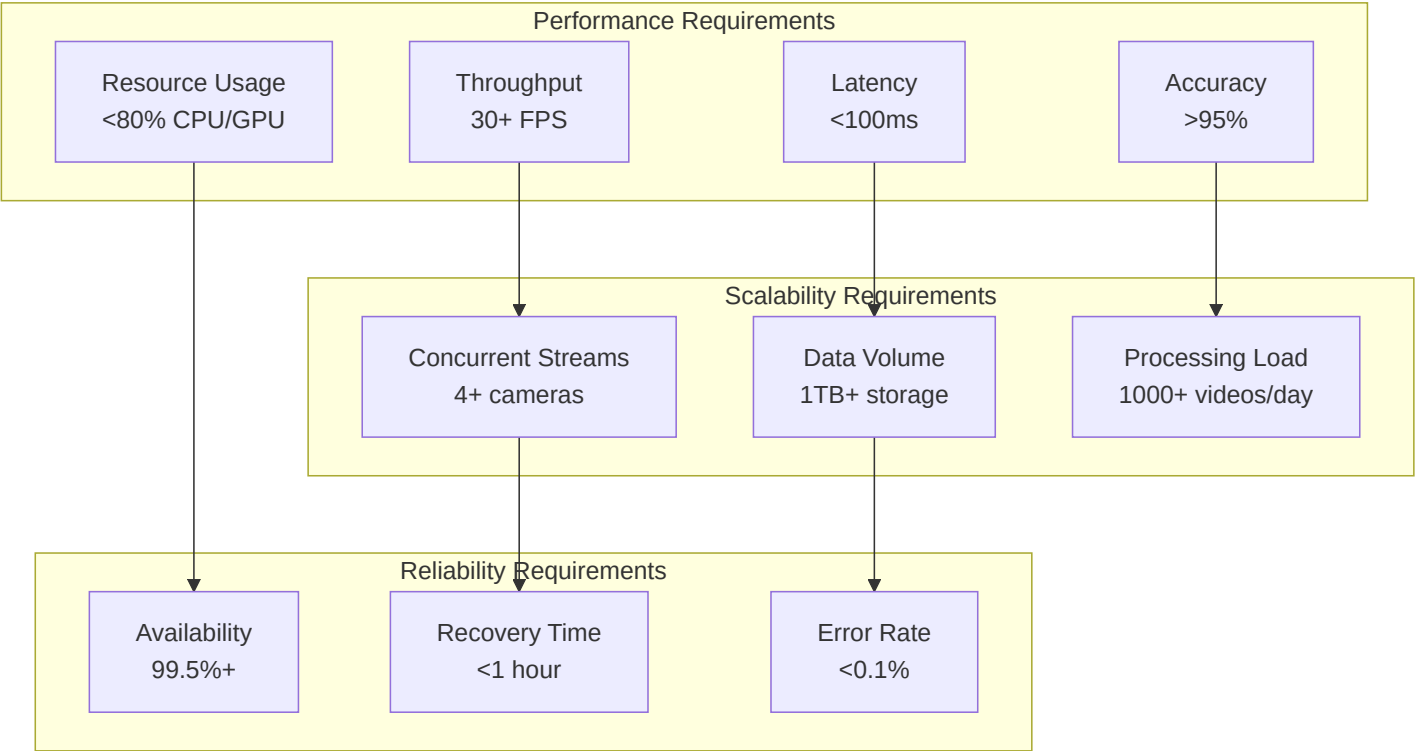 Performance Requirements
Resource Usage
<80% CPU/GPU
Throughput
30+ FPS
Latency
<100ms
Accuracy
>95%
Scalability Requirements
Concurrent Streams
4+ cameras
Data Volume
1TB+ storage
Processing Load
1000+ videos/day
Reliability Requirements
Availability
99.5%+
Recovery Time
<1 hour
Error Rate
<0.1%